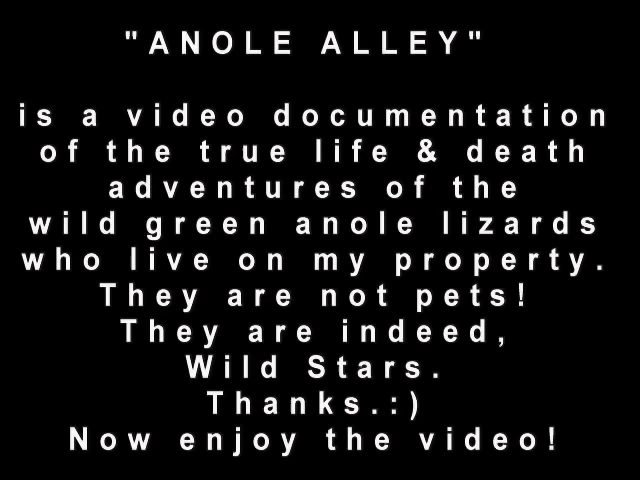 "ANOLE ALLEY"
is a video documentation
of the true life & death
adventures of the
wild green anole lizards
who live on my property.
They are not pets!
They are indeed,
Wild Stars.
Thanks.:)
Now enjoy the video!